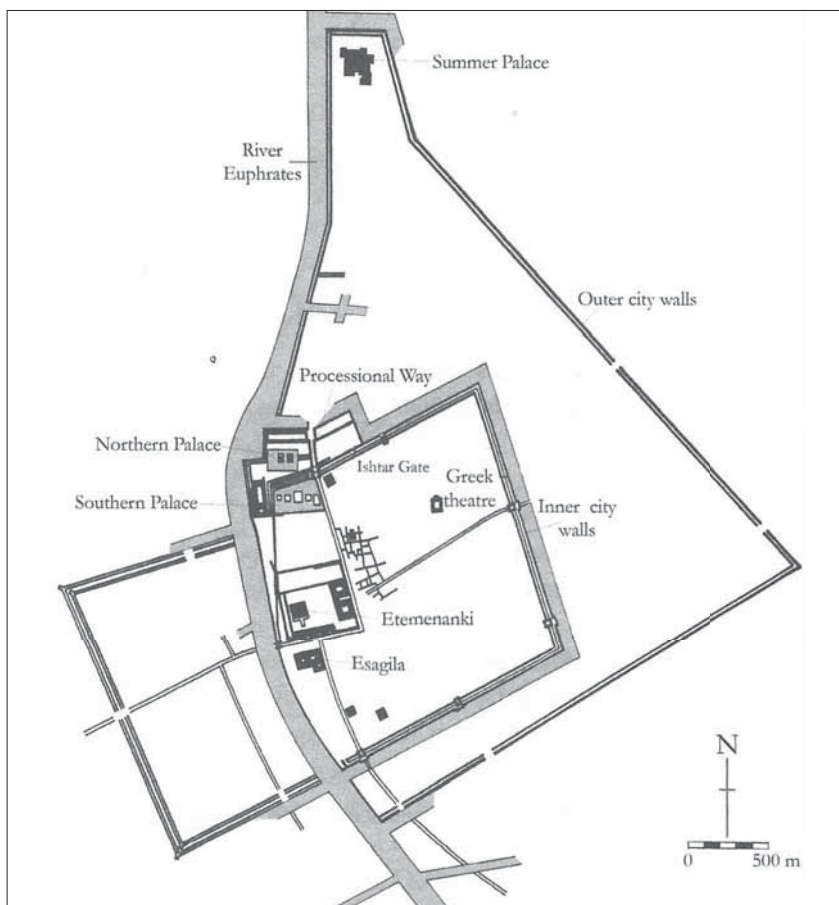 Summer Palace
River
Euphrates
Outer city walls
Processional Way
Northern Palace
Ishtar Gate
Greek
theatre
Southern Palace
Inner city
walls
Etemenanki
Esagila
N
0 500 m